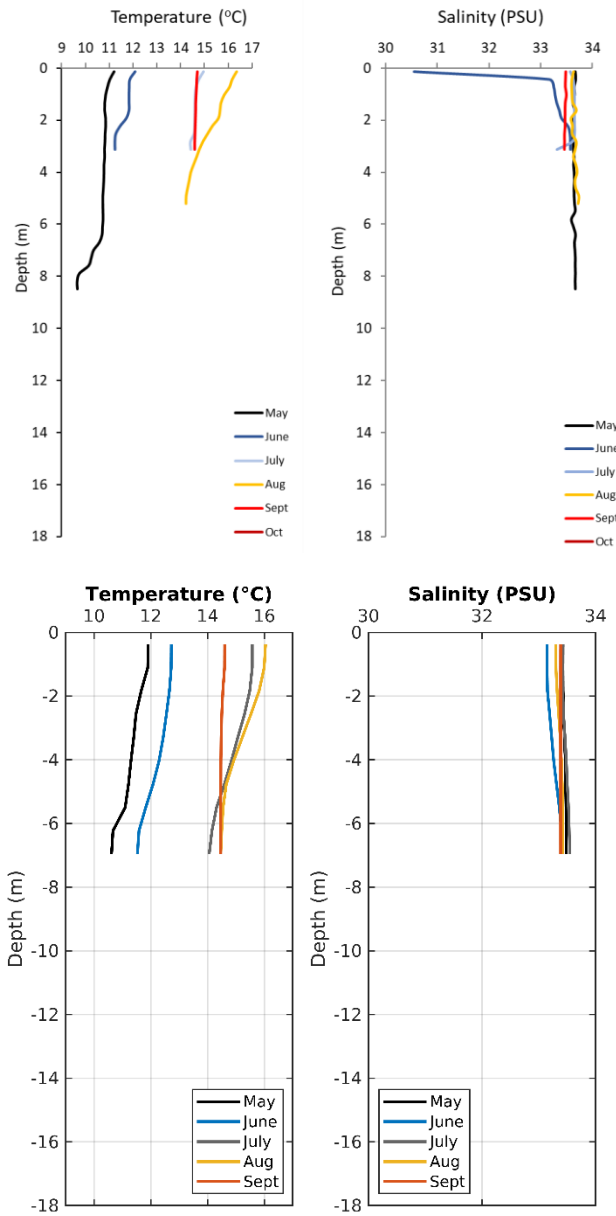 Temperature (ºC)
9 10 11 12 13 14 15 16 17
0
2
4
6
8
10
12
14
16
18
Depth (m)
May
June
July
Aug
Sept
Oct
Salinity (PSU)
30 31 32 33 34
0
2
4
6
8
10
12
14
16
18
Depth (m)
May
June
July
Aug
Sept
Oct
Temperature (°C)
10 12 14 16
0
-2
-4
-6
-8
-10
-12
-14
-16
-18
Depth (m)
May
June
July
Aug
Sept
Salinity (PSU)
30 32 34
0
-2
-4
-6
-8
-10
-12
-14
-16
-18
Depth (m)
May
June
July
Aug
Sept